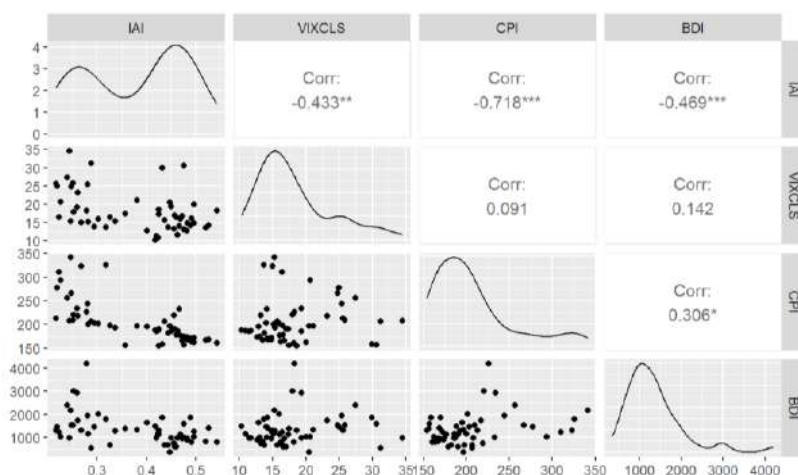 IAI VIXCLS CPI BDI
4
3
2
1
0
Corr:
-0.433**
Corr:
-0.718***
Corr:
-0.469***
IAI
35
30
25
20
15
10
Corr:
0.091
Corr:
0.142
VIXCLS
350
300
250
200
150
Corr:
0.306*
CPI
4000
3000
2000
1000
BDI
0.3 0.4 0.5 10 15 20 25 30 35 150 200 250 300 350 1000 2000 3000 4000